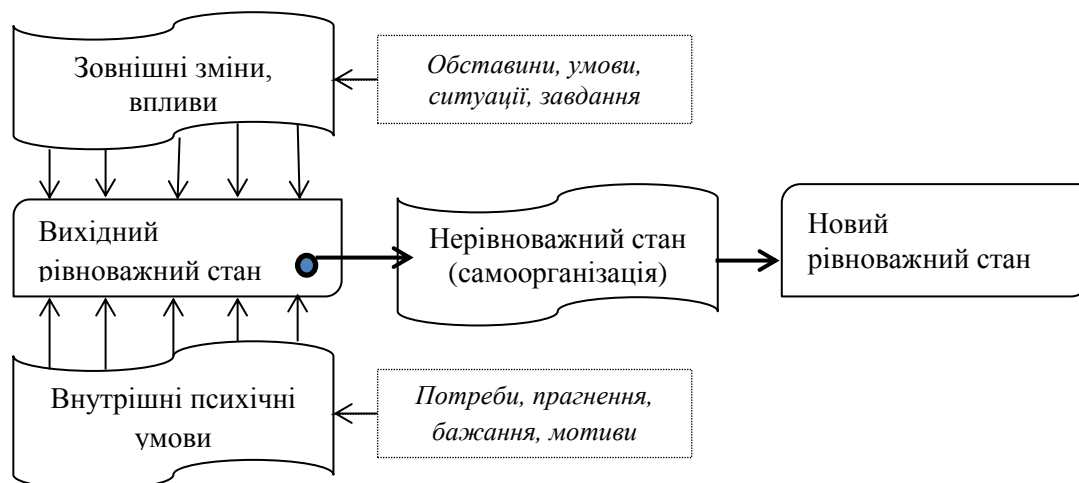 Зовнішні зміни,
впливи
Обставини, умови,
ситуації, завдання
Вихідний
рівноважний стан
Нерівноважний стан
(самоорганізація)
Новий
рівноважний стан
Внутрішні психічні
умови
Потреби, прагнення,
бажання, мотиви